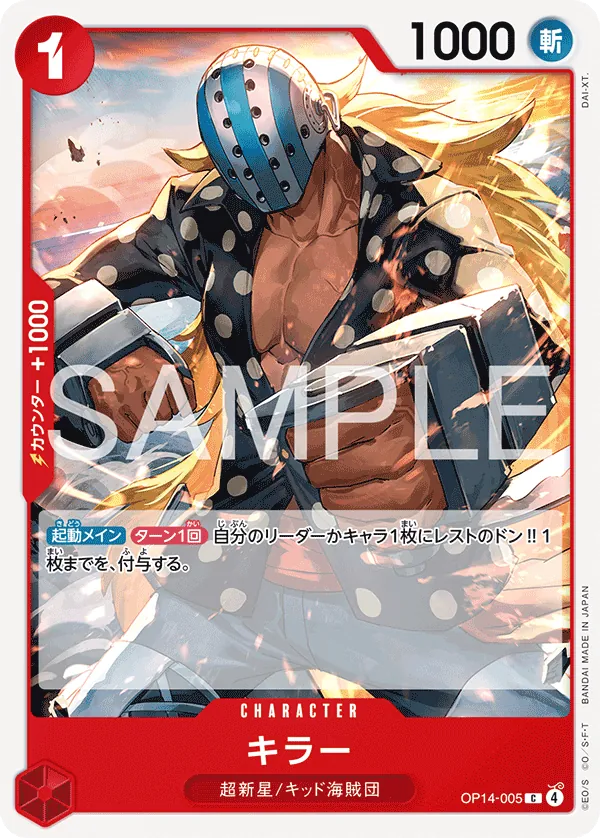 1
1000
斬
DAI-XT.
カウンター +1000
SAMPLE
起動メイン ターン1回 自分のリーダーかキャラ1枚にレストのドン!!1
枚までを、付与する。
CHARACTER
キラー
超新星/キッド海賊団
OP14-005 C 4
©E.O/S ©O/S・F・T BANDAI MADE IN JAPAN